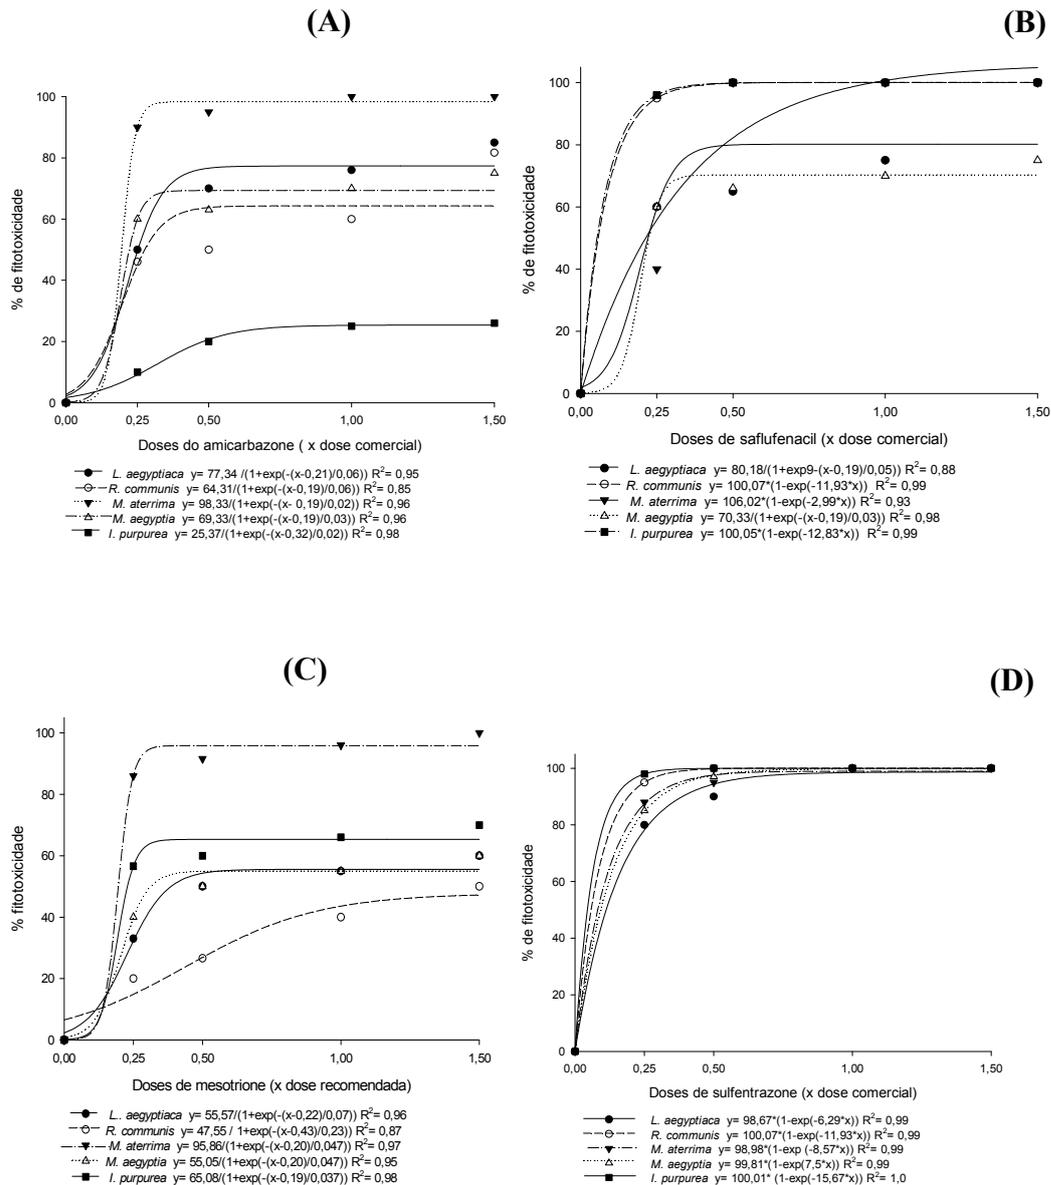 (A)
% de fitotoxicidade
100
80
60
40
20
0
0,00 0,25 0,50 1,00 1,50
Doses do amicarbazone ( x dose comercial)
L. aegyptiaca y= 77,34 /(1+exp(-(x-0,21)/0,06)) R2= 0,95
R. communis y= 64,31/(1+exp(-(x-0,19)/0,06)) R2= 0,85
M. aterrima y= 98,33/(1+exp(-(x- 0,19)/0,02)) R2= 0,96
M. aegyptia y= 69,33/(1+exp(-(x-0,19)/0,03)) R2= 0,96
I. purpurea y= 25,37/(1+exp(-(x-0,32)/0,02)) R2= 0,98
(B)
% de fitotoxicidade
100
80
60
40
20
0
0,00 0,25 0,50 1,00 1,50
Doses de saflufenacil (x dose comercial)
L. aegyptiaca y= 80,18/(1+exp9-(x-0,19)/0,05)) R2= 0,88
R. communis y= 100,07*(1-exp(-11,93*x)) R2= 0,99
M. aterrima y= 106,02*(1-exp(-2,99*x)) R2= 0,93
M. aegyptia y= 70,33/(1+exp(-(x-0,19)/0,03)) R2= 0,98
I. purpurea y= 100,05*(1-exp(-12,83*x)) R2= 0,99
(C)
% fitotoxicidade
100
80
60
40
20
0
0,00 0,25 0,50 1,00 1,50
Doses de mesotrione (x dose recomendada)
L. aegyptiaca y= 55,57/(1+exp(-(x-0,22)/0,07)) R2= 0,96
R. communis y= 47,55 / 1+exp(-(x-0,43)/0,23)) R2= 0,87
M. aterrima y= 95,86/(1+exp(-(x-0,20)/0,047)) R2= 0,97
M. aegyptia y= 55,05/(1+exp(-(x-0,20)/0,047)) R2= 0,95
I. purpurea y= 65,08/(1+exp(-(x-0,19)/0,037)) R2= 0,98
(D)
% de fitotoxicidade
100
80
60
40
20
0
0,00 0,25 0,50 1,00 1,50
Doses de sulfentrazone (x dose comercial)
L. aegyptiaca y= 98,67*(1-exp(-6,29*x)) R2= 0,99
R. communis y= 100,07*(1-exp(-11,93*x)) R2= 0,99
M. aterrima y= 98,98*(1-exp (-8,57*x)) R2= 0,99
M. aegyptia y= 99,81*(1-exp(7,5*x)) R2= 0,99
I. purpurea y= 100,01* (1-exp(-15,67*x)) R2= 1,0